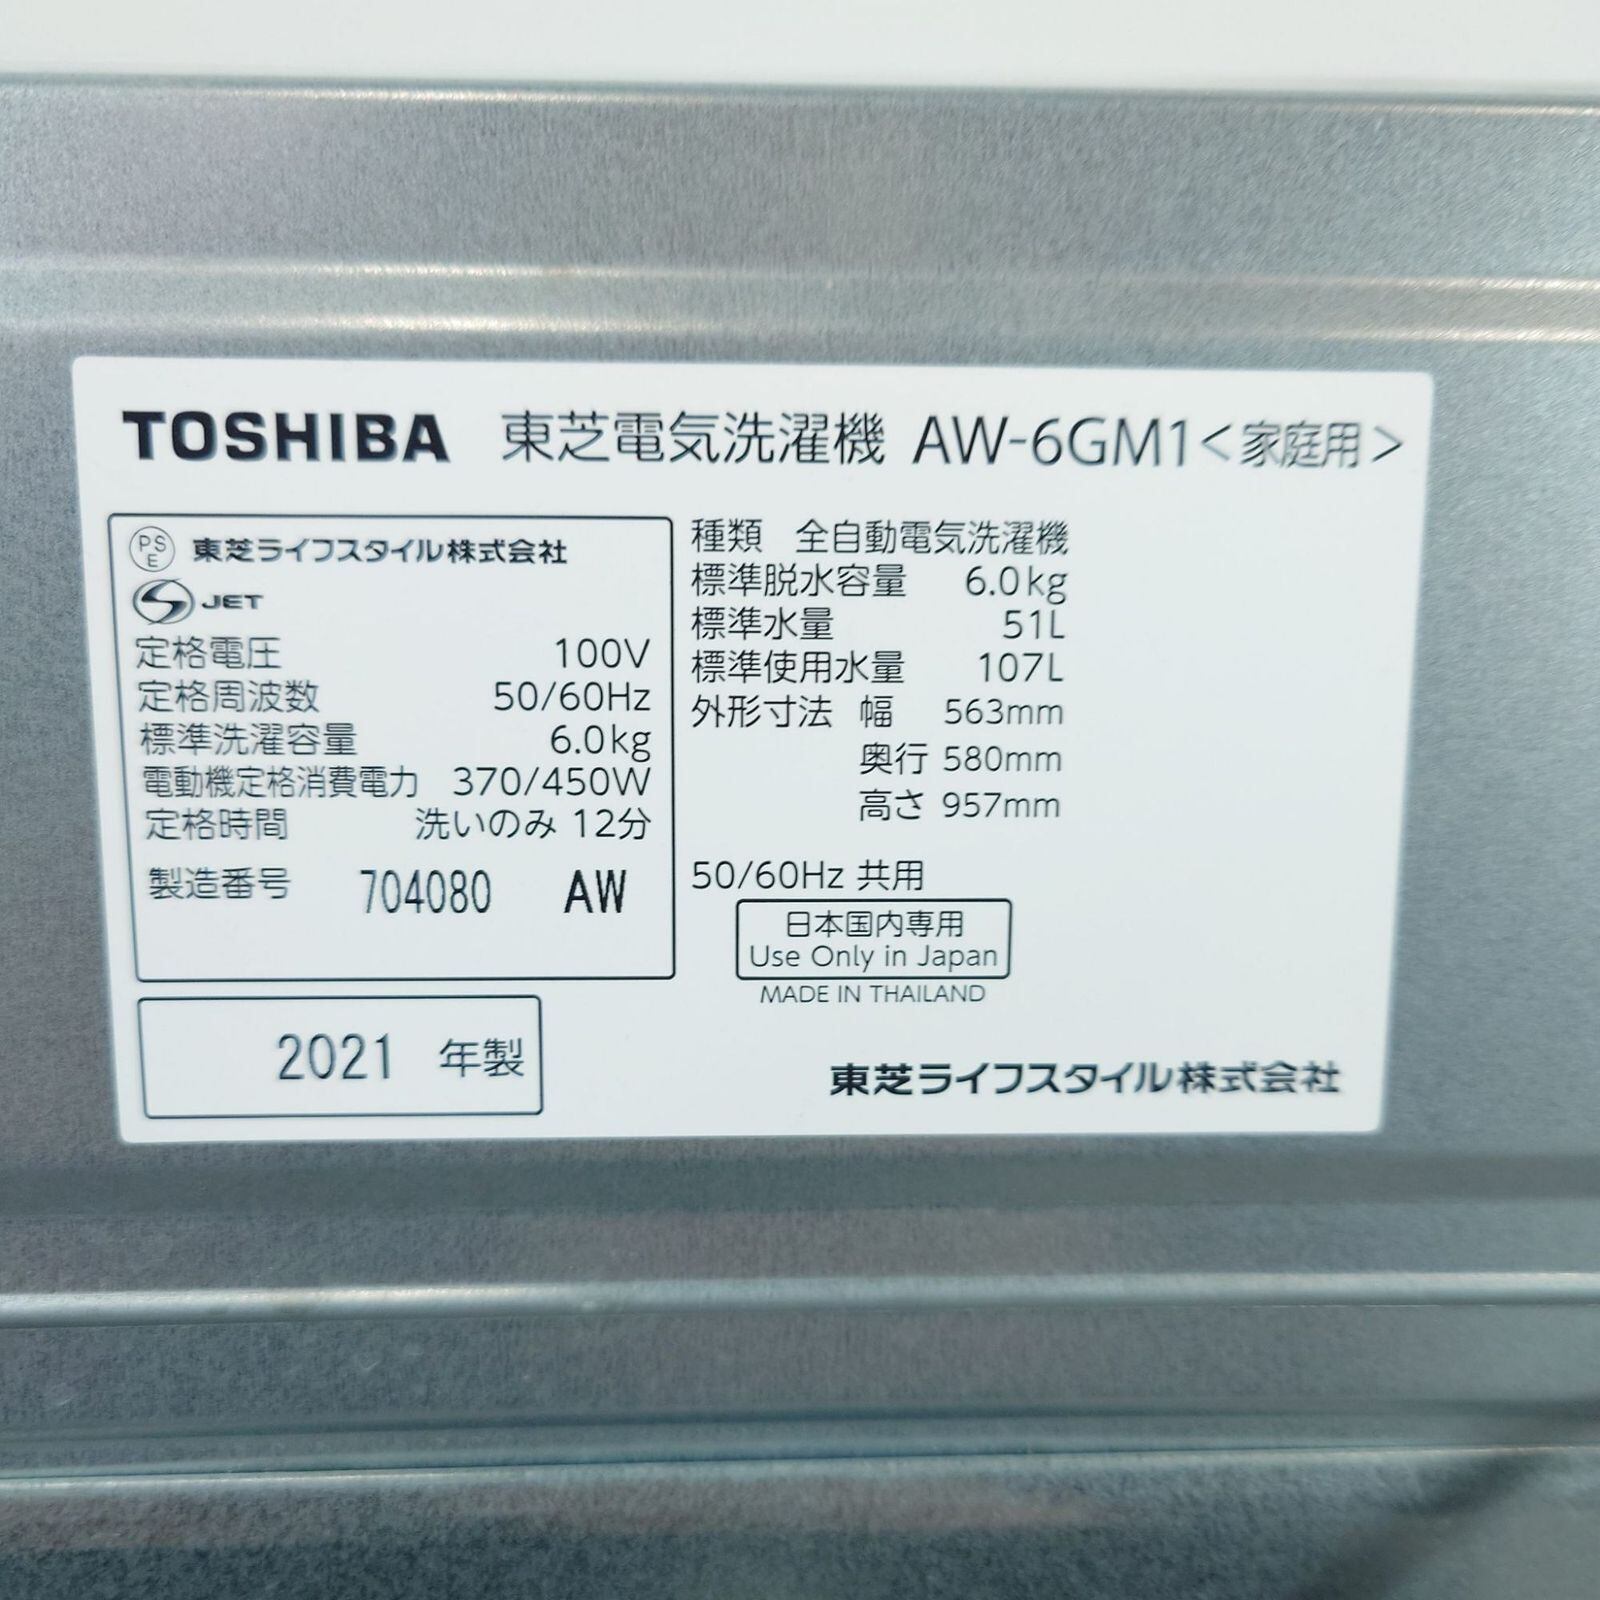 TOSHIBA 東芝電気洗濯機 AW-6GM1<家庭用>
PSE 東芝ライフスタイル株式会社
S JET
定格電圧 100V
定格周波数 50/60Hz
標準洗濯容量 6.0kg
電動機定格消費電力 370/450W
定格時間 洗いのみ 12分
製造番号 704080 AW
2021 年製
種類 全自動電気洗濯機
標準脱水容量 6.0kg
標準水量 51L
標準使用水量 107L
外形寸法 幅 563mm
奥行 580mm
高さ 957mm
50/60Hz 共用
日本国内専用
Use Only in Japan
MADE IN THAILAND
東芝ライフスタイル株式会社